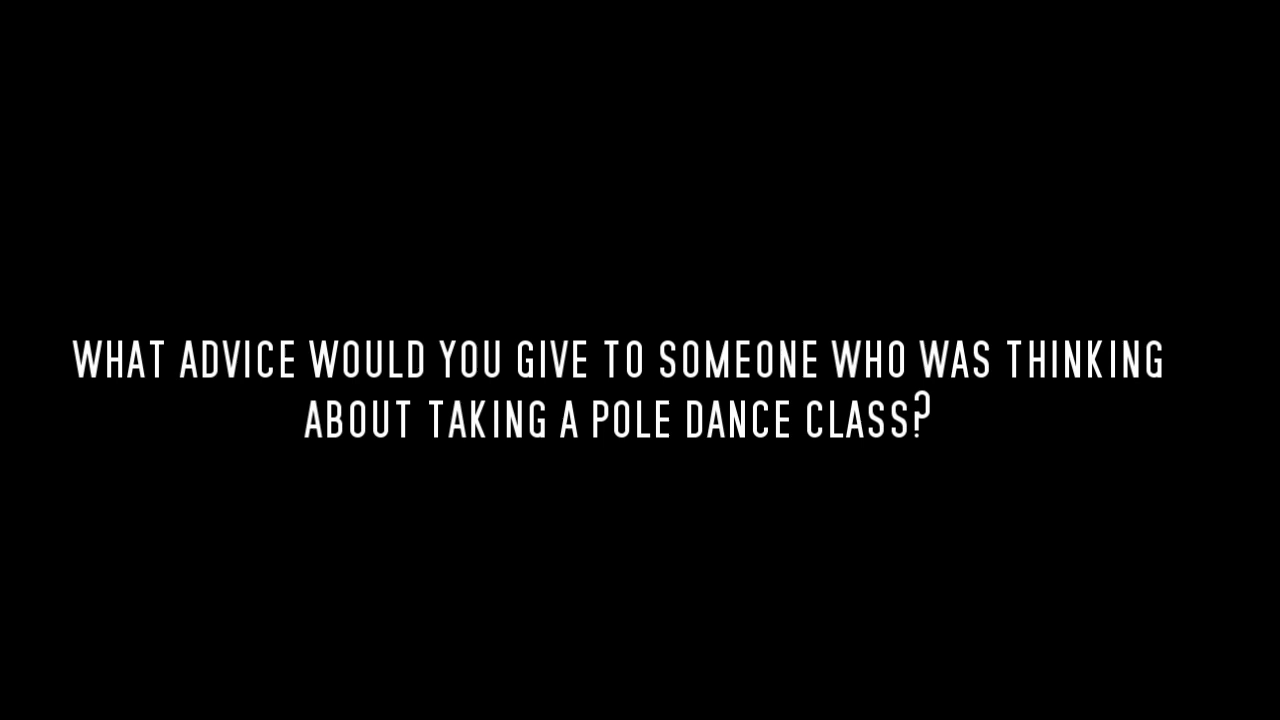 WHAT ADVICE WOULD YOU GIVE TO SOMEONE WHO WAS THINKING
ABOUT TAKING A POLE DANCE CLASS?